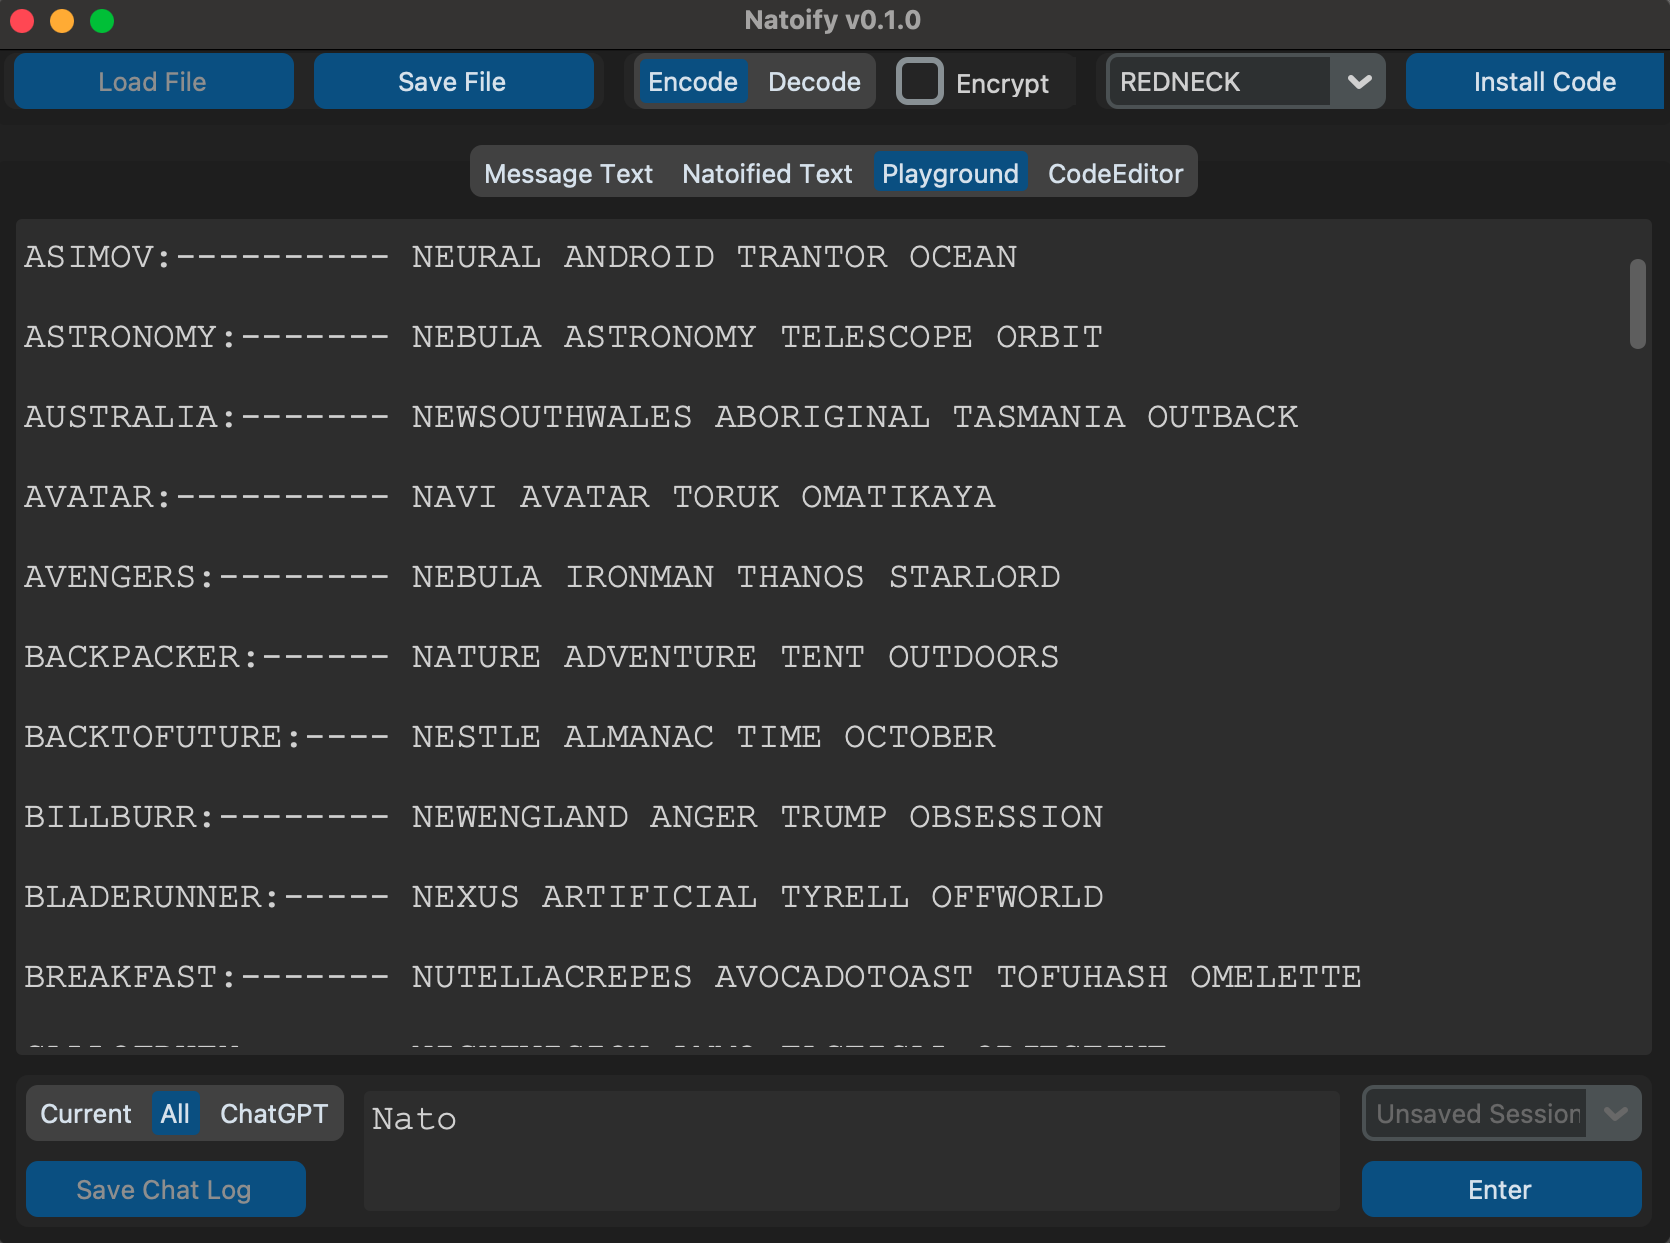 Natoify v0.1.0
Load File Save File Encode Decode Encrypt REDNECK Install Code
Message Text Natoified Text Playground CodeEditor
ASIMOV:---------- NEURAL ANDROID TRANTOR OCEAN
ASTRONOMY:------- NEBULA ASTRONOMY TELESCOPE ORBIT
AUSTRALIA:------- NEWSOUTHWALES ABORIGINAL TASMANIA OUTBACK
AVATAR:---------- NAVI AVATAR TORUK OMATIKAYA
AVENGERS:-------- NEBULA IRONMAN THANOS STARLORD
BACKPACKER:------ NATURE ADVENTURE TENT OUTDOORS
BACKTOFUTURE:---- NESTLE ALMANAC TIME OCTOBER
BILLBURR:-------- NEWENGLAND ANGER TRUMP OBSESSION
BLADERUNNER:----- NEXUS ARTIFICIAL TYRELL OFFWORLD
BREAKFAST:------- NUTELLACREPES AVOCADOTOAST TOFUHASH OMELETTE
Current All ChatGPT Nato Unsaved Session
Save Chat Log Enter